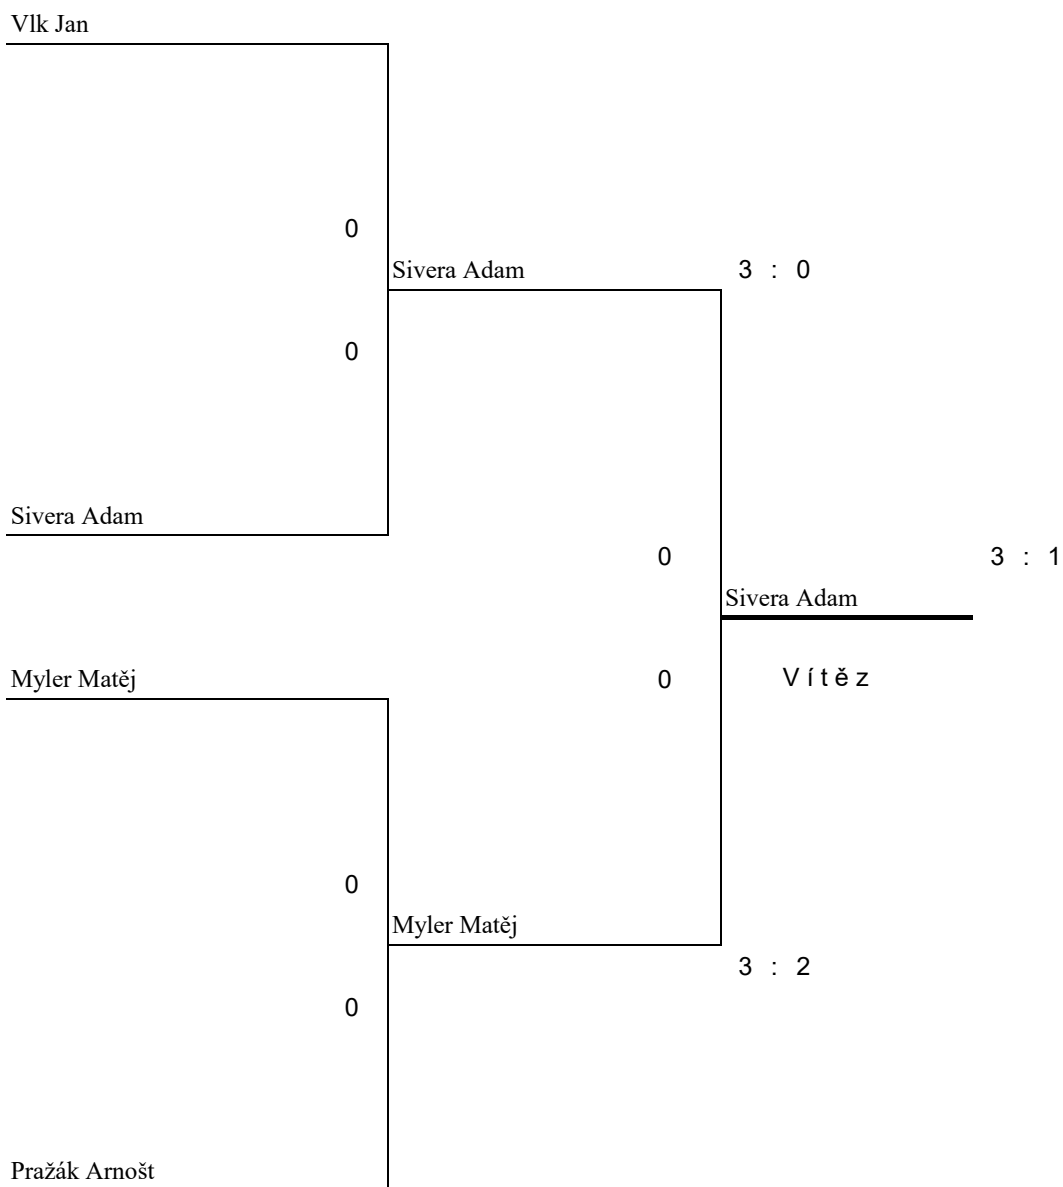 Vlk Jan
0
Sivera Adam 3 : 0
0
Sivera Adam
0 3 : 1
Sivera Adam
Myler Matěj 0 Vítěz
0
Myler Matěj
3 : 2
0
Pražák Arnošt